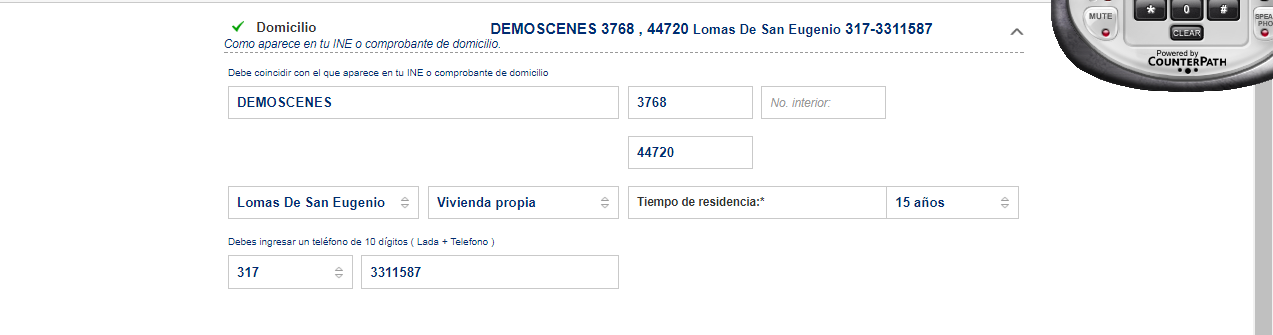 Domicilio
DEMOSCENES 3768 , 44720 Lomas De San Eugenio 317-3311587
Como aparece en tu INE o comprobante de domicilio.
Debe coincidir con el que aparece en tu INE o comprobante de domicilio
DEMOSCENES
3768
No. interior:
44720
Lomas De San Eugenio
Vivienda propia
Tiempo de residencia:*
15 años
Debes ingresar un teléfono de 10 dígitos ( Lada + Telefono )
317
3311587
MUTE
* 0 #
CLEAR
Powered by
COUNTERPATH